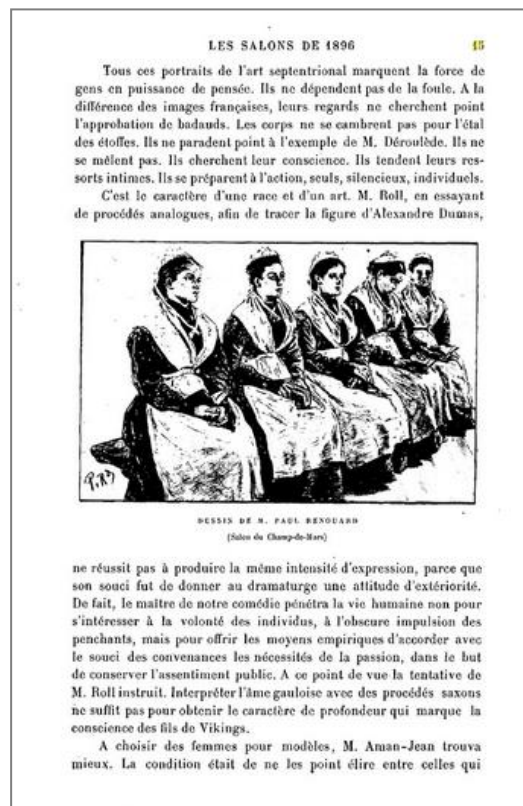 LES SALONS DE 1896 15
Tous ces portraits de l'art septentrional marquent la force de
gens en puissance de pensée. Ils ne dépendent pas de la foule. A la
différence des images françaises, leurs regards ne cherchent point
l'approbation de badauds. Les corps ne se cambrent pas pour l'étal
des étoffes. Ils ne paradent point à l'exemple de M. Déroulède. Ils ne
se mêlent pas. Ils cherchent leur conscience. Ils tendent leurs res-
sorts intimes. Ils se préparent à l'action, seuls, silencieux, individuels.
C'est le caractère d'une race et d'un art. M. Roll, en essayant
de procédés analogues, afin de tracer la figure d'Alexandre Dumas,
DESSIN DE M. PAUL RENOUARD
(Salon du Champ-de-Mars)
ne réussit pas à produire la même intensité d'expression, parce que
son souci fut de donner au dramaturge une attitude d'extériorité.
De fait, le maître de notre comédie pénétra la vie humaine non pour
s'intéresser à la volonté des individus, à l'obscure impulsion des
penchants, mais pour offrir les moyens empiriques d'accorder avec
le souci des convenances les nécessités de la passion, dans le but
de conserver l'assentiment public. A ce point de vue la tentative de
M. Roll instruit. Interpréter l'âme gauloise avec des procédés saxons
ne suffit pas pour obtenir le caractère de profondeur qui marque la
conscience des fils de Vikings.
A choisir des femmes pour modèles, M. Aman-Jean trouva
mieux. La condition était de ne les point élire entre celles qui